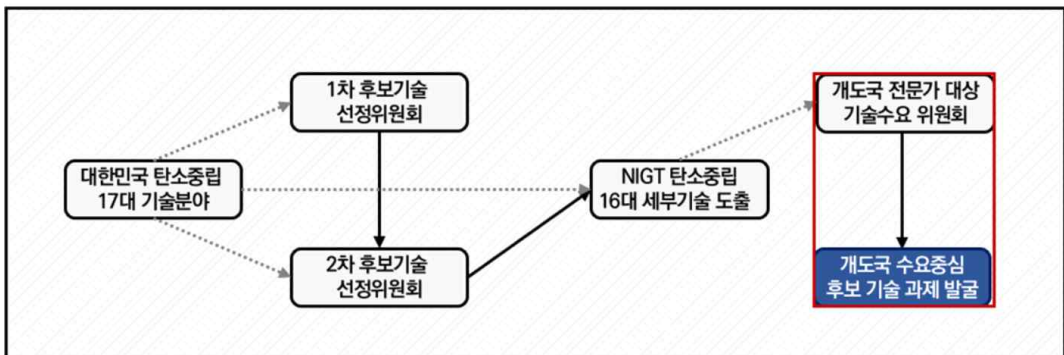 1차 후보기술
선정위원회
개도국 전문가 대상
기술수요 위원회
대한민국 탄소중립
17대 기술분야
NIGT 탄소중립
16대 세부기술 도출
2차 후보기술
선정위원회
개도국 수요중심
후보 기술 과제 발굴